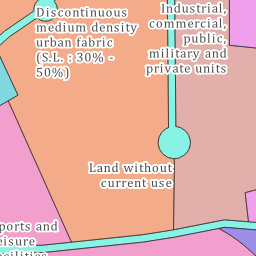 Discontinuous
medium density
urban fabric
(S.L. : 30% -
50%)
Industrial,
commercial,
public,
military and
private units
Land without
current use
ports and
eisure
cilities